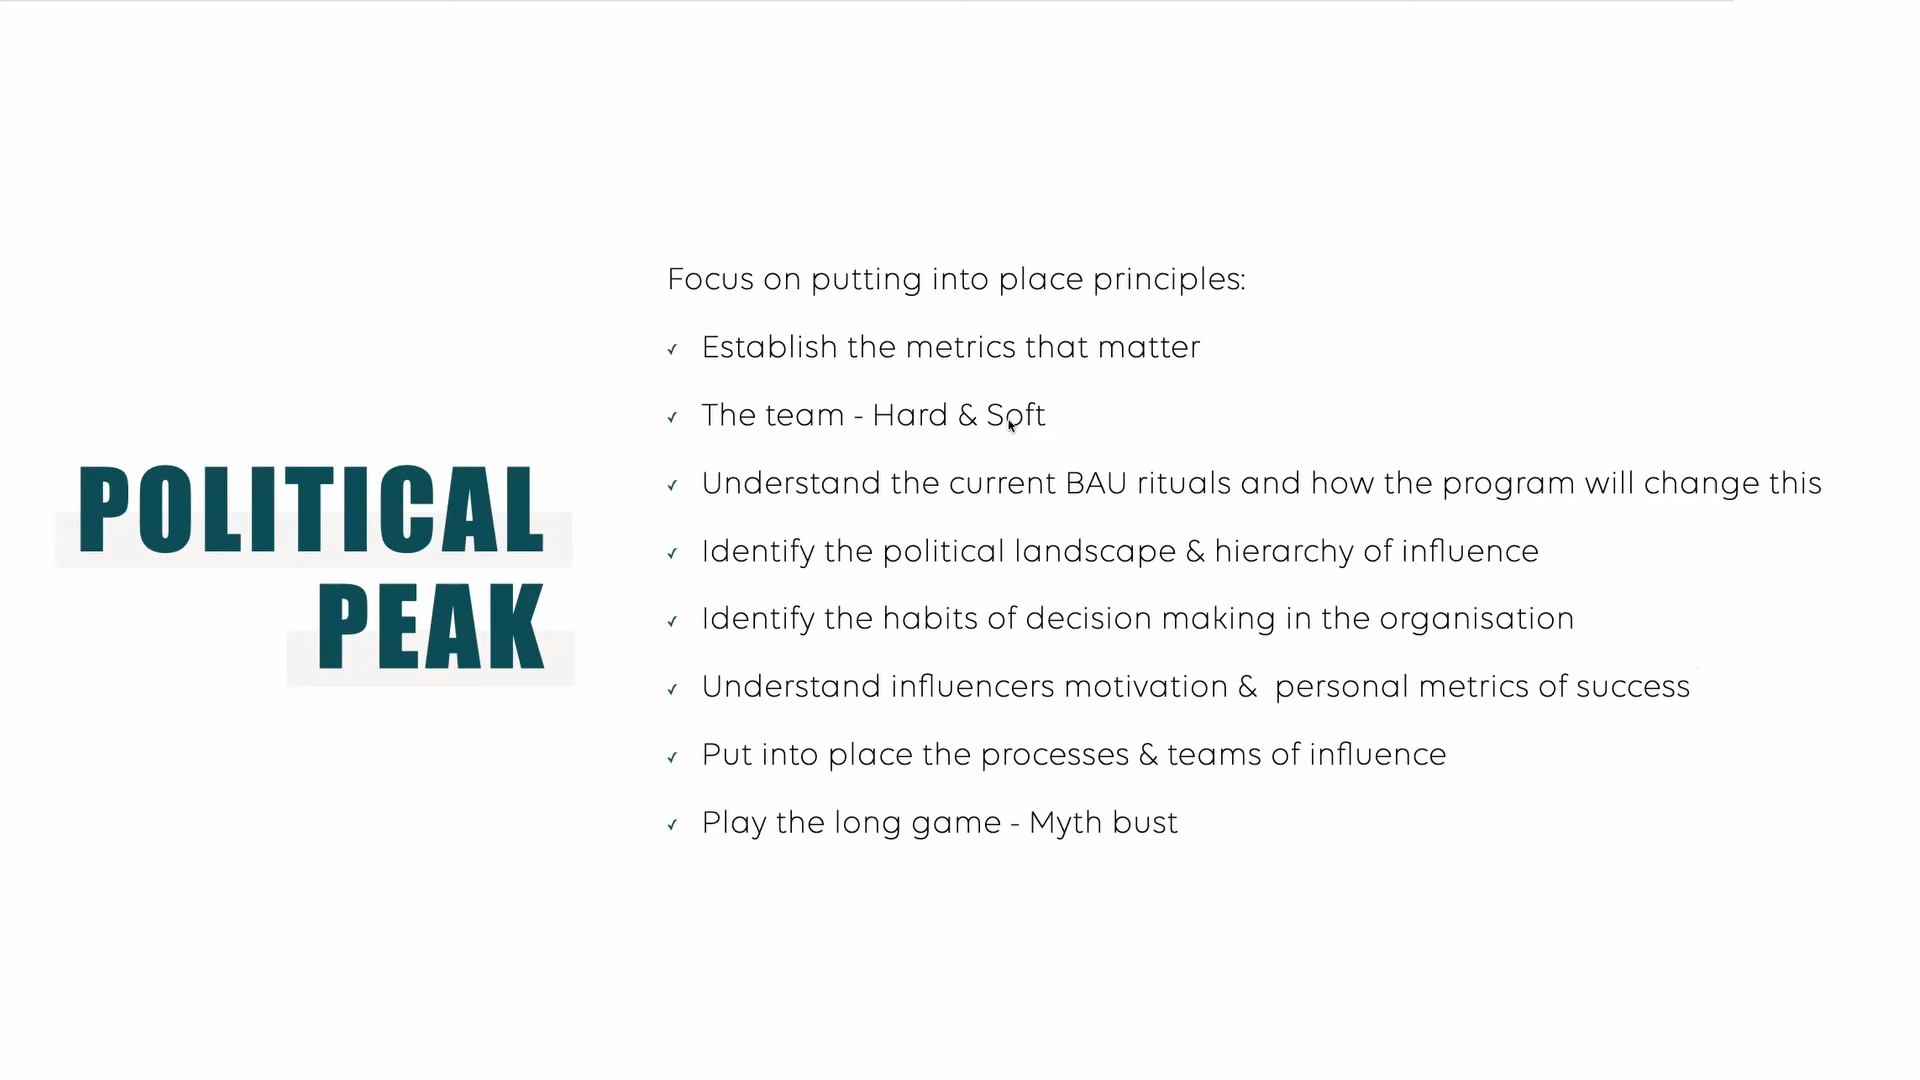 POLITICAL
PEAK
Focus on putting into place principles:
✓ Establish the metrics that matter
✓ The team - Hard & Soft
✓ Understand the current BAU rituals and how the program will change this
✓ Identify the political landscape & hierarchy of influence
✓ Identify the habits of decision making in the organisation
✓ Understand influencers motivation &  personal metrics of success
✓ Put into place the processes & teams of influence
✓ Play the long game - Myth bust